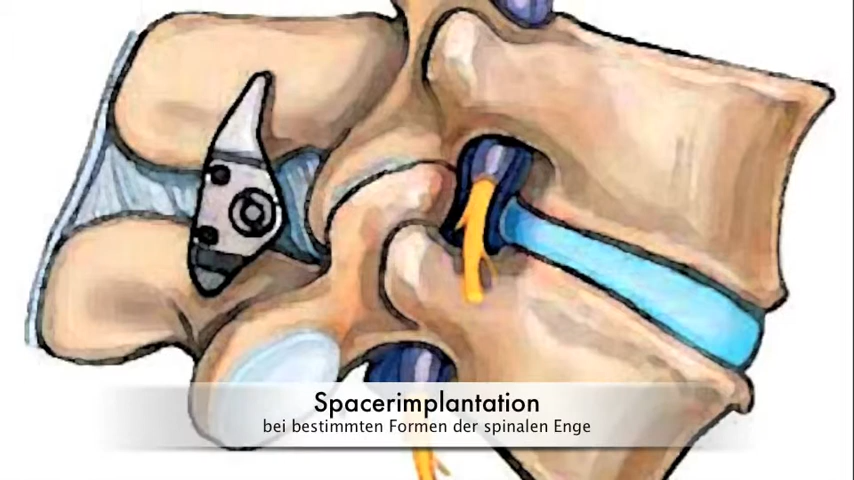 Spacerimplantation
bei bestimmten Formen der spinalen Enge